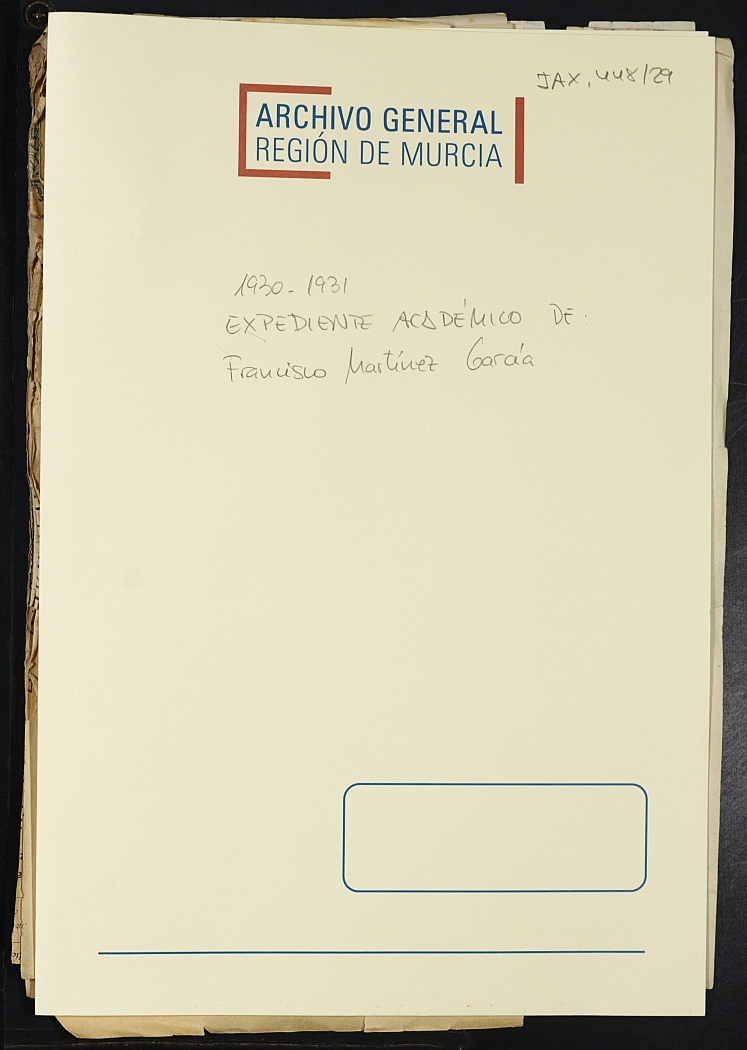 JAX, 448/29
ARCHIVO GENERAL
REGIÓN DE MURCIA
1930-1931
EXPEDIENTE ACADÉMICO DE:
Francisco Martínez García